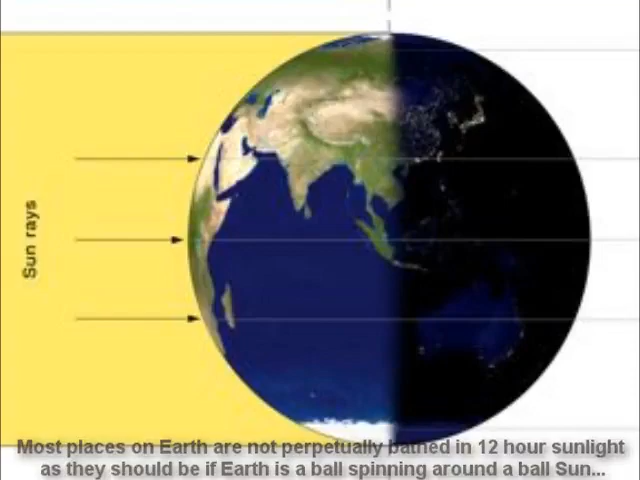 Sun rays
Most places on Earth are not perpetually bathed in 12 hour sunlight
as they should be if Earth is a ball spinning around a ball Sun...